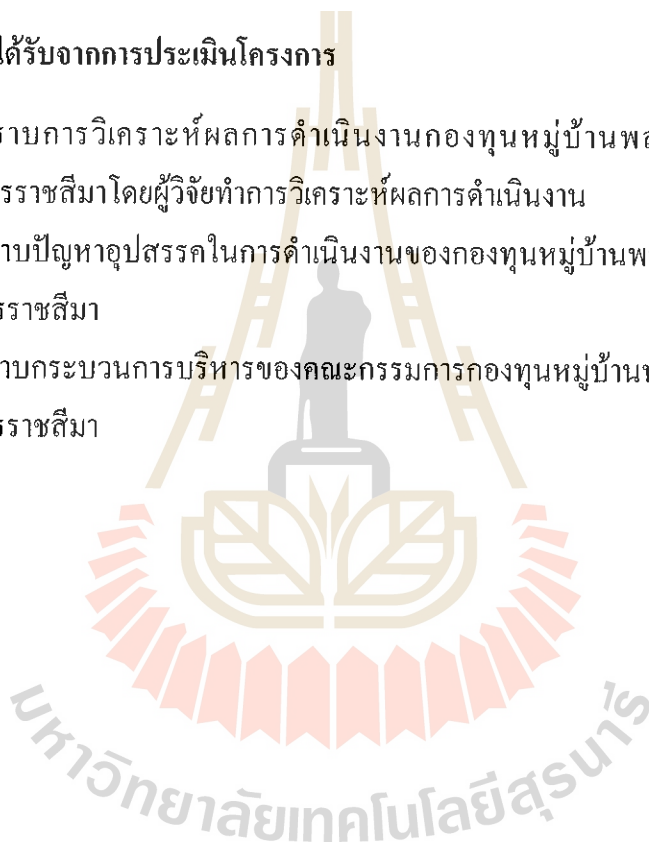 ได้รับจากการประเมินโครงการ
ราบการวิเคราะห์ผลการดำเนินงานกองทุนหมู่บ้านพล
รราชสีมาโดยผู้วิจัยทำการวิเคราะห์ผลการดำเนินงาน
าบปัญหาอุปสรรคในการดำเนินงานของกองทุนหมู่บ้านพ
รราชสีมา
าบกระบวนการบริหารของคณะกรรมการกองทุนหมู่บ้าน
รราชสีมา
มหาวิทยาลัยเทคโนโลยีสุรนารี